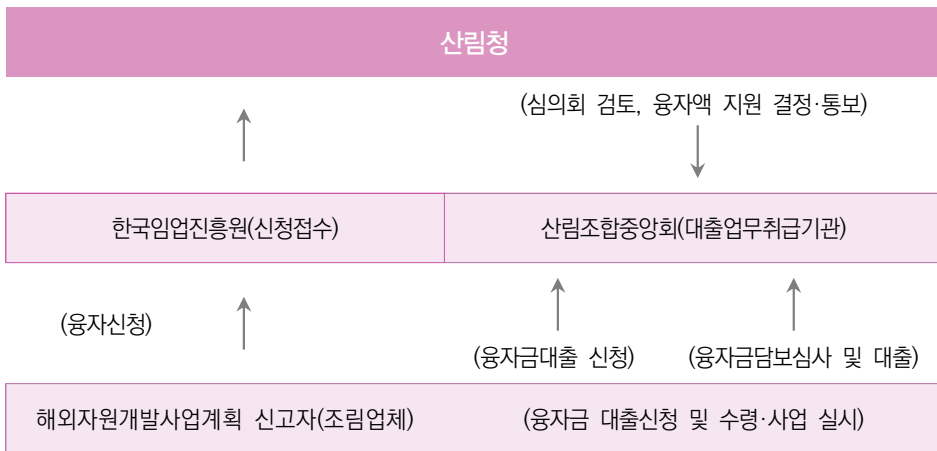 산림청
(심의회 검토, 융자액 지원 결정·통보)
한국임업진흥원(신청접수)
산림조합중앙회(대출업무취급기관)
(융자신청)
(융자금대출 신청)
(융자금담보심사 및 대출)
해외자원개발사업계획 신고자(조림업체)
(융자금 대출신청 및 수령·사업 실시)